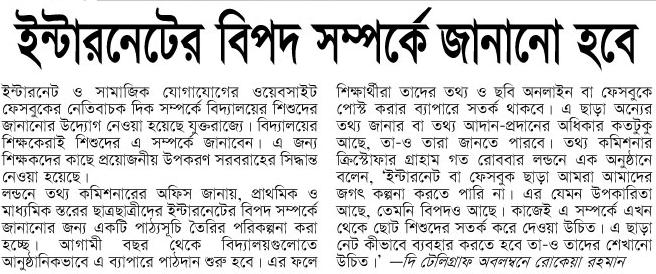 ইন্টারনেটের বিপদ সম্পর্কে জানানো হবে
ইন্টারনেট ও সামাজিক যোগাযোগের ওয়েবসাইট
ফেসবুকের নেতিবাচক দিক সম্পর্কে বিদ্যালয়ের শিশুদের
জানানোর উদ্যোগ নেওয়া হয়েছে যুক্তরাজ্যে। বিদ্যালয়ের
শিক্ষকেরাই শিশুদের এ সম্পর্কে জানাবেন। এ জন্য
শিক্ষকদের কাছে প্রয়োজনীয় উপকরণ সরবরাহের সিদ্ধান্ত
নেওয়া হয়েছে।
লন্ডনে তথ্য কমিশনারের অফিস জানায়, প্রাথমিক ও
মাধ্যমিক স্তরের ছাত্রছাত্রীদের ইন্টারনেটের বিপদ সম্পর্কে
জানানোর জন্য একটি পাঠ্যসূচি তৈরির পরিকল্পনা করা
হচ্ছে। আগামী বছর থেকে বিদ্যালয়গুলোতে
আনুষ্ঠানিকভাবে এ ব্যাপারে পাঠদান শুরু হবে। এর ফলে
শিক্ষার্থীরা তাদের তথ্য ও ছবি অনলাইন বা ফেসবুকে
পোস্ট করার ব্যাপারে সতর্ক থাকবে। এ ছাড়া অন্যের
তথ্য জানার বা তথ্য আদান-প্রদানের অধিকার কতটুকু
আছে, তা-ও তারা জানতে পারবে। তথ্য কমিশনার
ক্রিস্টোফার গ্রাহাম গত রোববার লন্ডনে এক অনুষ্ঠানে
বলেন, ‘ইন্টারনেট বা ফেসবুক ছাড়া আমরা আমাদের
জগৎ কল্পনা করতে পারি না। এর যেমন উপকারিতা
আছে, তেমনি বিপদও আছে। কাজেই এ সম্পর্কে এখন
থেকে ছোট শিশুদের সতর্ক করে দেওয়া উচিত। এ ছাড়া
নেট কীভাবে ব্যবহার করতে হবে তা-ও তাদের শেখানো
উচিত।’ —দি টেলিগ্রাফ অবলম্বনে রোকেয়া রহমান